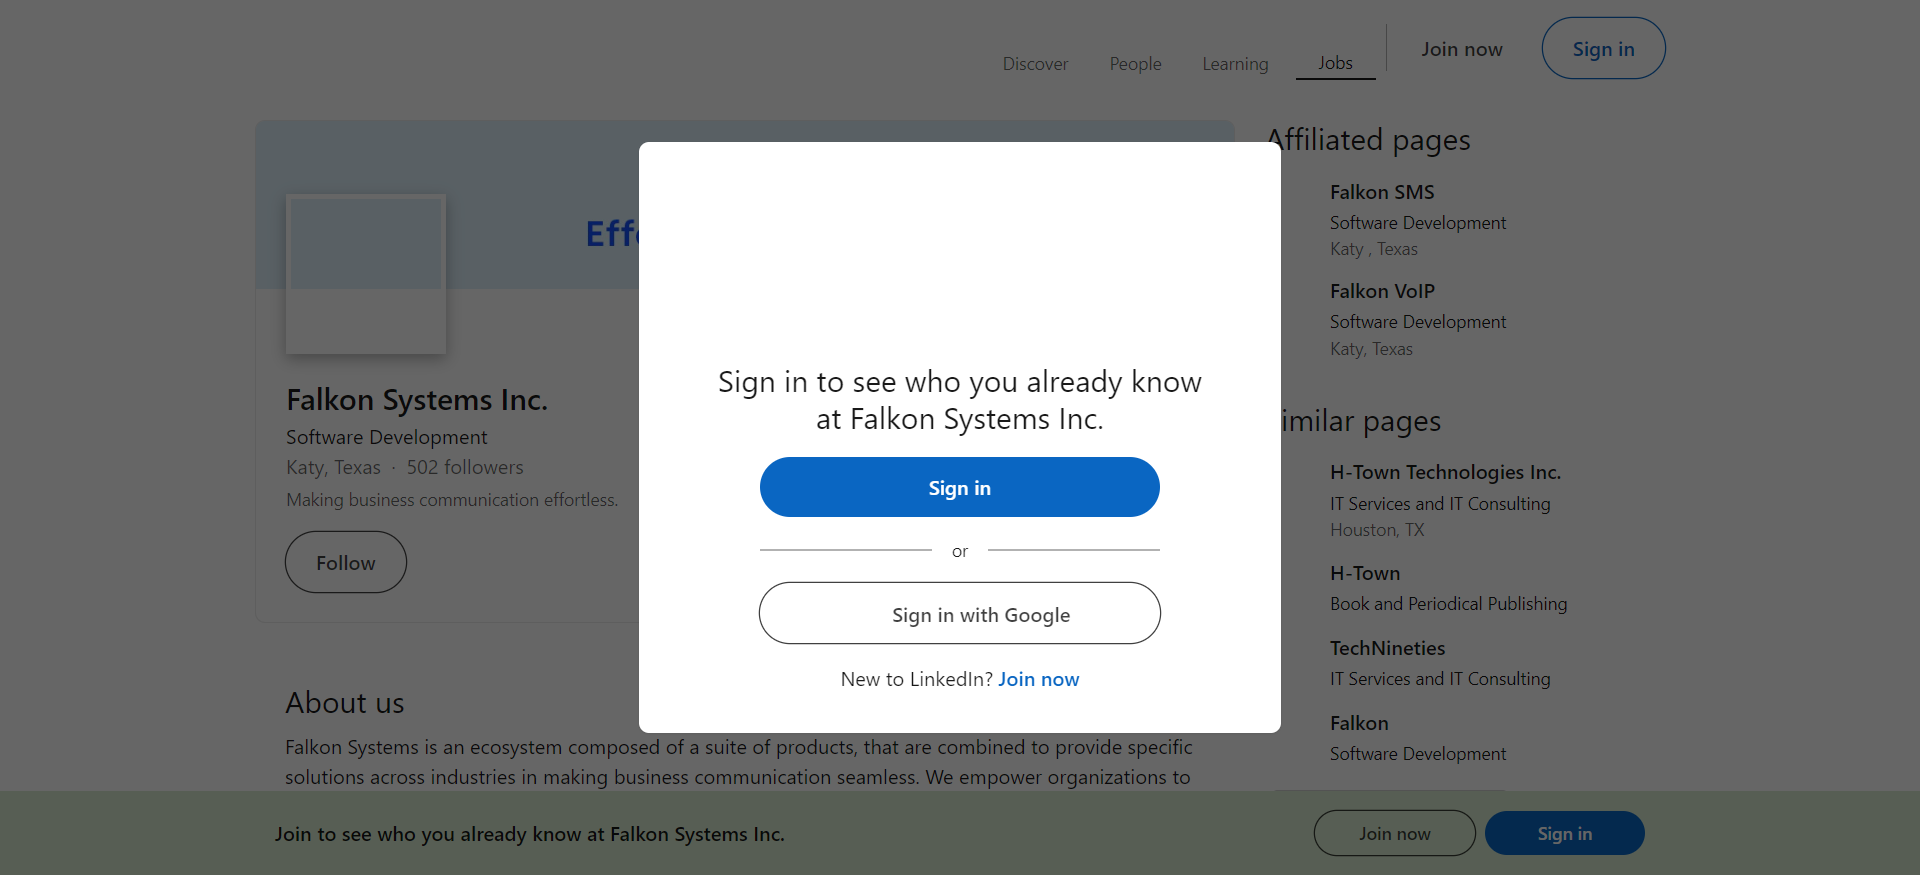 Discover
People
Learning
Jobs
Join now
Sign in
Falkon Systems Inc.
Software Development
Katy, Texas · 502 followers
Making business communication effortless.
Follow
About us
Falkon Systems is an ecosystem composed of a suite of products, that are combined to provide specific
solutions across industries in making business communication seamless. We empower organizations to
Affiliated pages
Falkon SMS
Software Development
Katy , Texas
Falkon VoIP
Software Development
Katy, Texas
imilar pages
H-Town Technologies Inc.
IT Services and IT Consulting
Houston, TX
H-Town
Book and Periodical Publishing
TechNineties
IT Services and IT Consulting
Falkon
Software Development
Sign in to see who you already know
at Falkon Systems Inc.
Sign in
or
Sign in with Google
New to LinkedIn? Join now
Join to see who you already know at Falkon Systems Inc.
Join now
Sign in